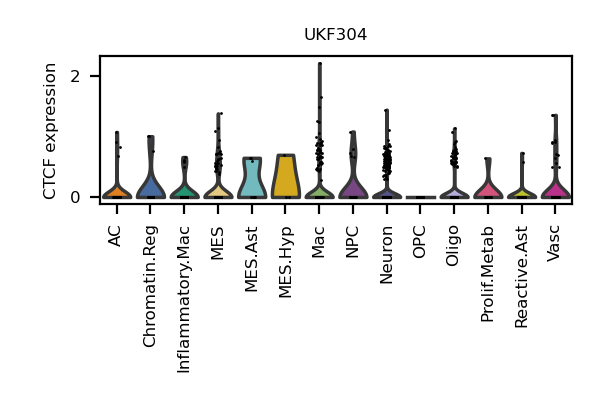 UKF304
CTCF expression
2
0
AC
Chromatin.Reg
Inflammatory.Mac
MES
MES.Ast
MES.Hyp
Mac
NPC
Neuron
OPC
Oligo
Prolif.Metab
Reactive.Ast
Vasc